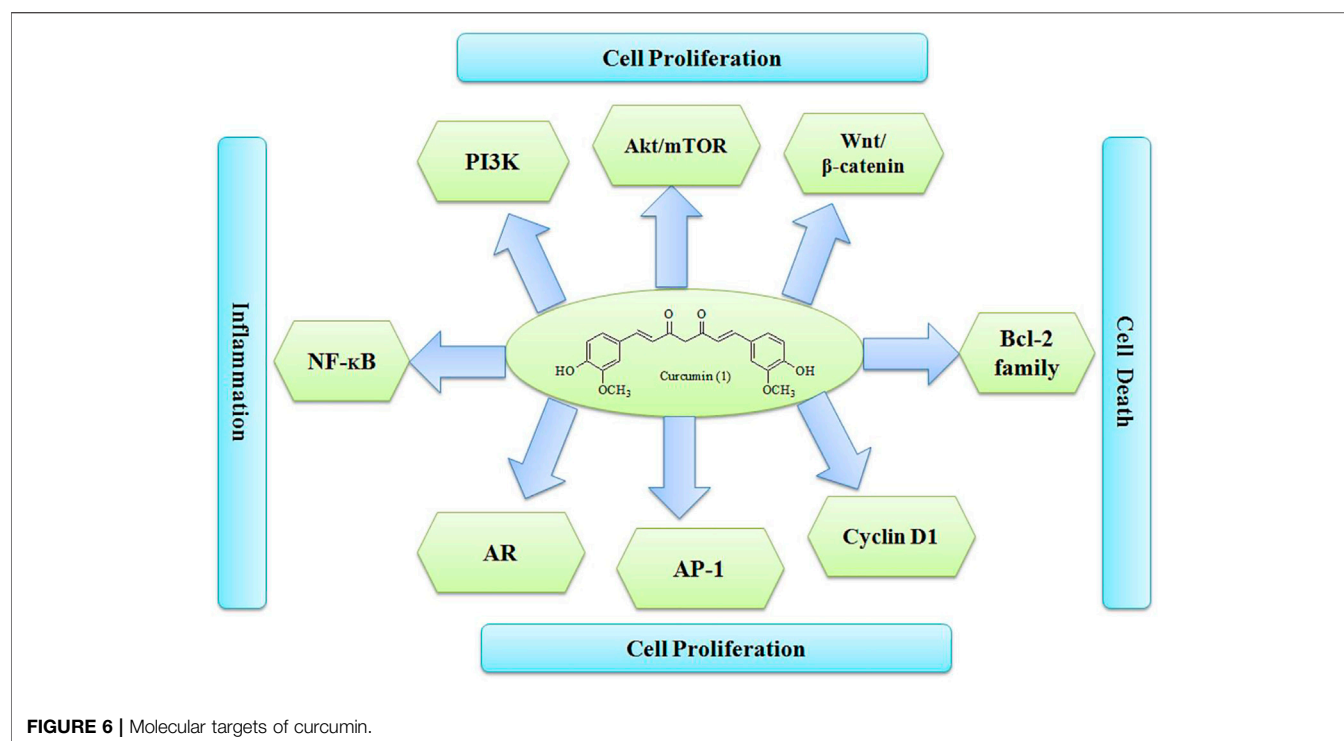 Cell Proliferation
PI3K
Akt/mTOR
Wnt/
β-catenin
Inflammation
NF-κB
O
O
HO
OCH3
Curcumin (1)
OCH3
OH
Bcl-2
family
Cell Death
AR
AP-1
Cyclin D1
Cell Proliferation
FIGURE 6 | Molecular targets of curcumin.